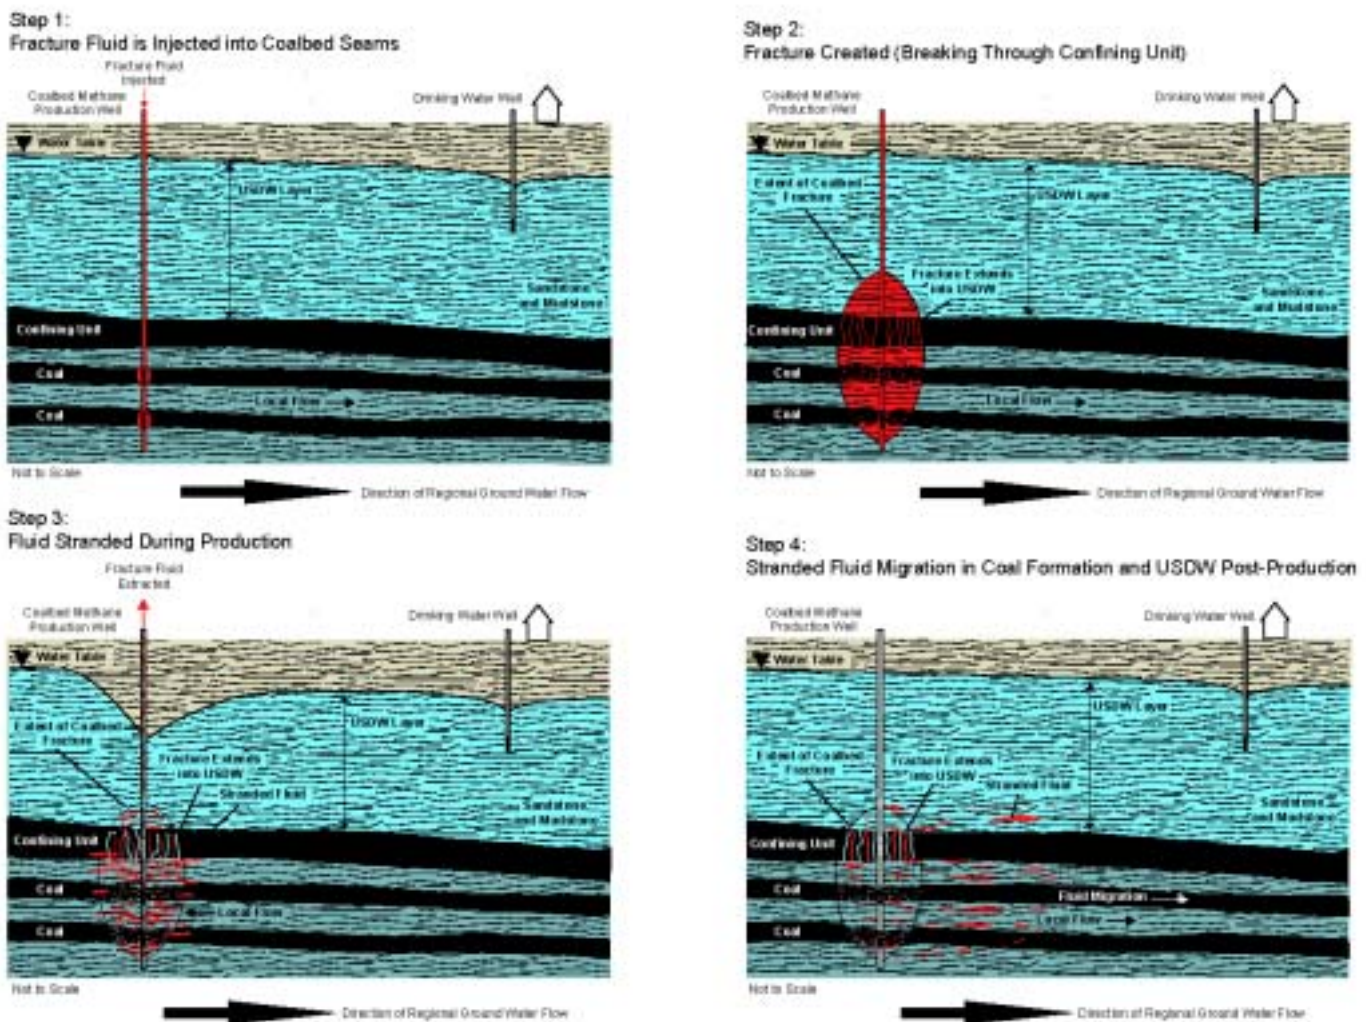 Step 1:
Fracture Fluid is Injected into Coalbed Seams
Fracture Fluid
Injected
Coalbed Methane
Production Well
Drinking Water Well
Water Table
USDW Layer
Sandstone
and Mudstone
Confining Unit
Coal
Local Flow
Coal
Not to Scale
Direction of Regional Ground Water Flow
Step 2:
Fracture Created (Breaking Through Confining Unit)
Coalbed Methane
Production Well
Drinking Water Well
Water Table
Extent of Coalbed
Fracture
USDW Layer
Fracture Extends
into USDW
Sandstone
and Mudstone
Confining Unit
Coal
Local Flow
Coal
Not to Scale
Direction of Regional Ground Water Flow
Step 3:
Fluid Stranded During Production
Fracture Fluid
Extracted
Coalbed Methane
Production Well
Drinking Water Well
Water Table
USDW Layer
Extent of Coalbed
Fracture
Fracture Extends
into USDW
Stranded Fluid
Sandstone
and Mudstone
Confining Unit
Coal
Local Flow
Coal
Not to Scale
Direction of Regional Ground Water Flow
Step 4:
Stranded Fluid Migration in Coal Formation and USDW Post-Production
Coalbed Methane
Production Well
Drinking Water Well
Water Table
USDW Layer
Extent of Coalbed
Fracture
Fracture Extends
into USDW
Stranded Fluid
Sandstone
and Mudstone
Confining Unit
Coal
Fluid Migration
Local Flow
Coal
Not to Scale
Direction of Regional Ground Water Flow